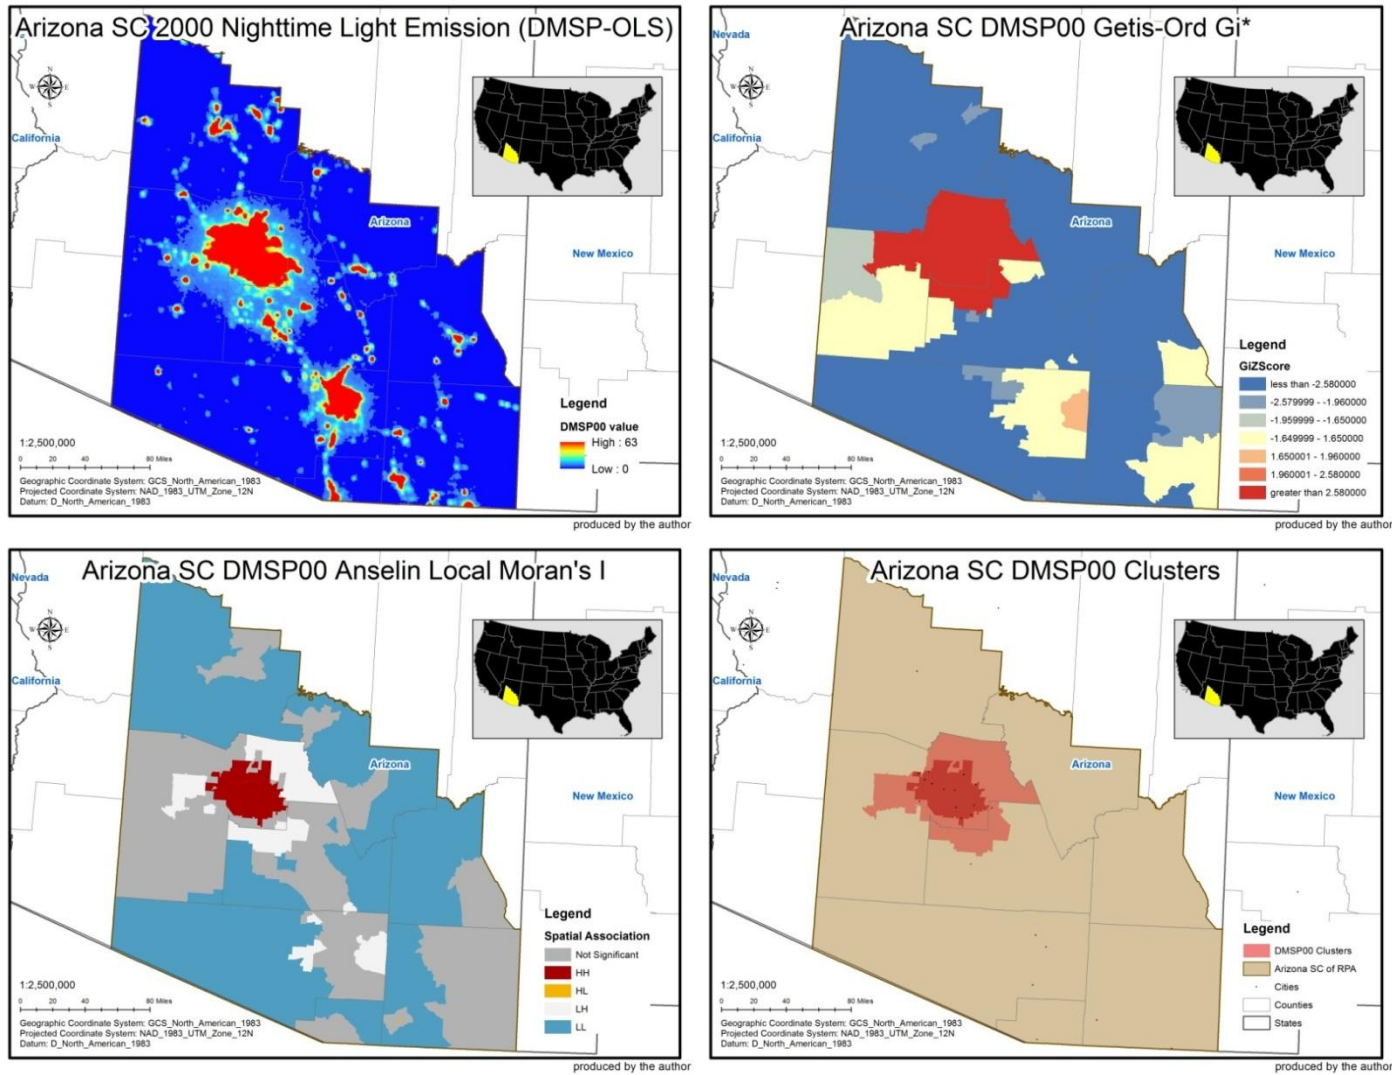 Arizona SC 2000 Nighttime Light Emission (DMSP-OLS)
Nevada
N
W E
S
California
Arizona
New Mexico
Legend
DMSP00 value
High : 63
Low : 0
1:2,500,000
0 20 40 80 Miles
Geographic Coordinate System: GCS_North_American_1983
Projected Coordinate System: NAD_1983_UTM_Zone_12N
Datum: D_North_American_1983
produced by the author
Arizona SC DMSP00 Getis-Ord Gi*
Nevada
N
W E
S
California
Arizona
New Mexico
Legend
GiZScore
less than -2.580000
-2.579999 - -1.960000
-1.959999 - -1.650000
-1.649999 - 1.650000
1.650001 - 1.960000
1.960001 - 2.580000
greater than 2.580000
1:2,500,000
0 20 40 80 Miles
Geographic Coordinate System: GCS_North_American_1983
Projected Coordinate System: NAD_1983_UTM_Zone_12N
Datum: D_North_American_1983
produced by the author
Arizona SC DMSP00 Anselin Local Moran's I
Nevada
N
W E
S
California
Arizona
New Mexico
Legend
Spatial Association
Not Significant
HH
HL
LH
LL
1:2,500,000
0 20 40 80 Miles
Geographic Coordinate System: GCS_North_American_1983
Projected Coordinate System: NAD_1983_UTM_Zone_12N
Datum: D_North_American_1983
produced by the author
Arizona SC DMSP00 Clusters
Nevada
N
W E
S
California
Arizona
New Mexico
Legend
DMSP00 Clusters
Arizona SC of RPA
Cities
Counties
States
1:2,500,000
0 20 40 80 Miles
Geographic Coordinate System: GCS_North_American_1983
Projected Coordinate System: NAD_1983_UTM_Zone_12N
Datum: D_North_American_1983
produced by the author